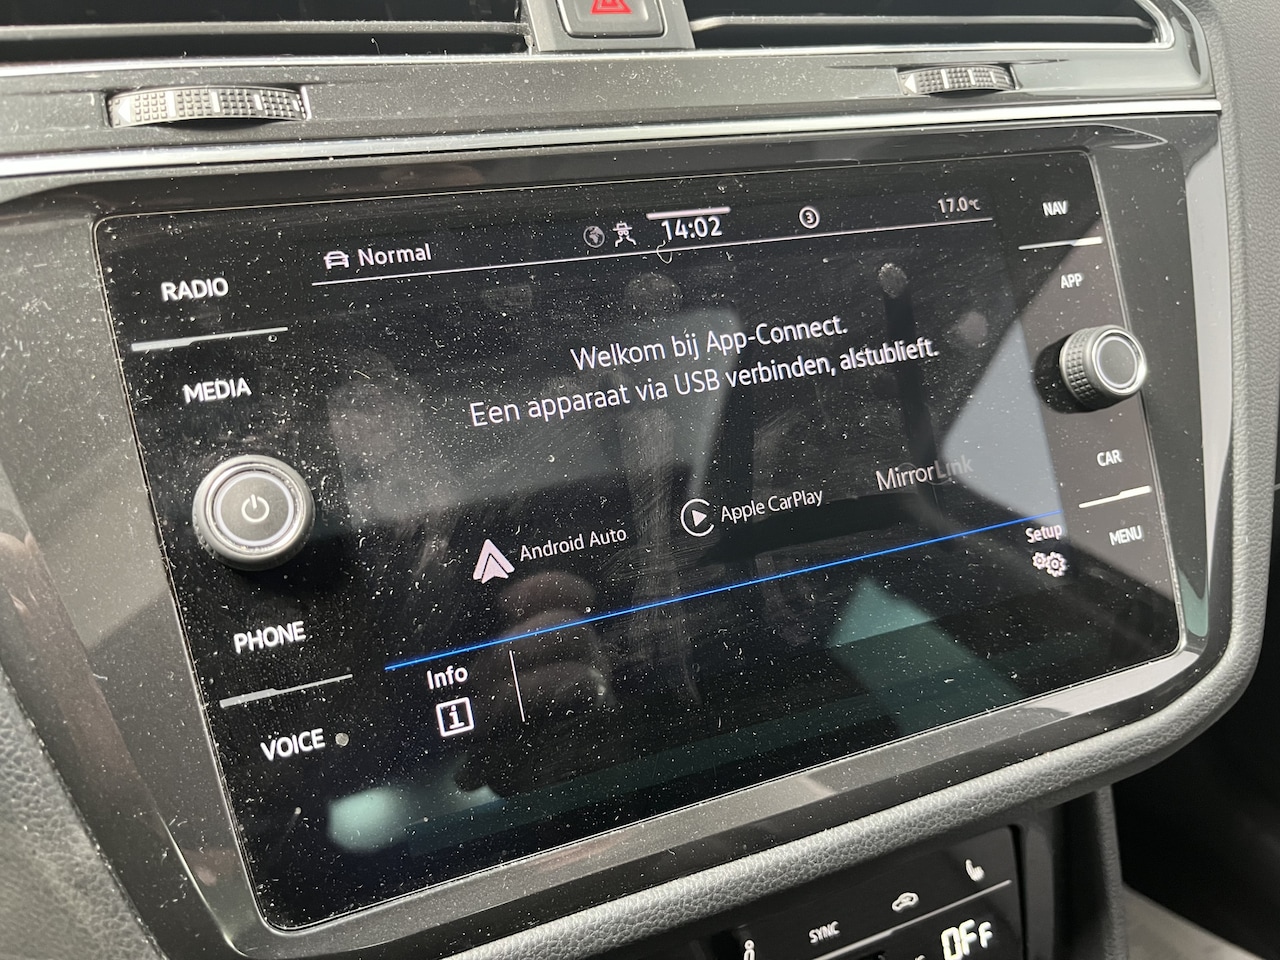 Normal
14:02
3
17.0°C
NAV
RADIO
APP
Welkom bij App-Connect.
MEDIA
Een apparaat via USB verbinden, alstublieft.
CAR
MirrorLink
Apple CarPlay
Android Auto
Setup
MENU
PHONE
Info
VOICE
SYNC
OFF